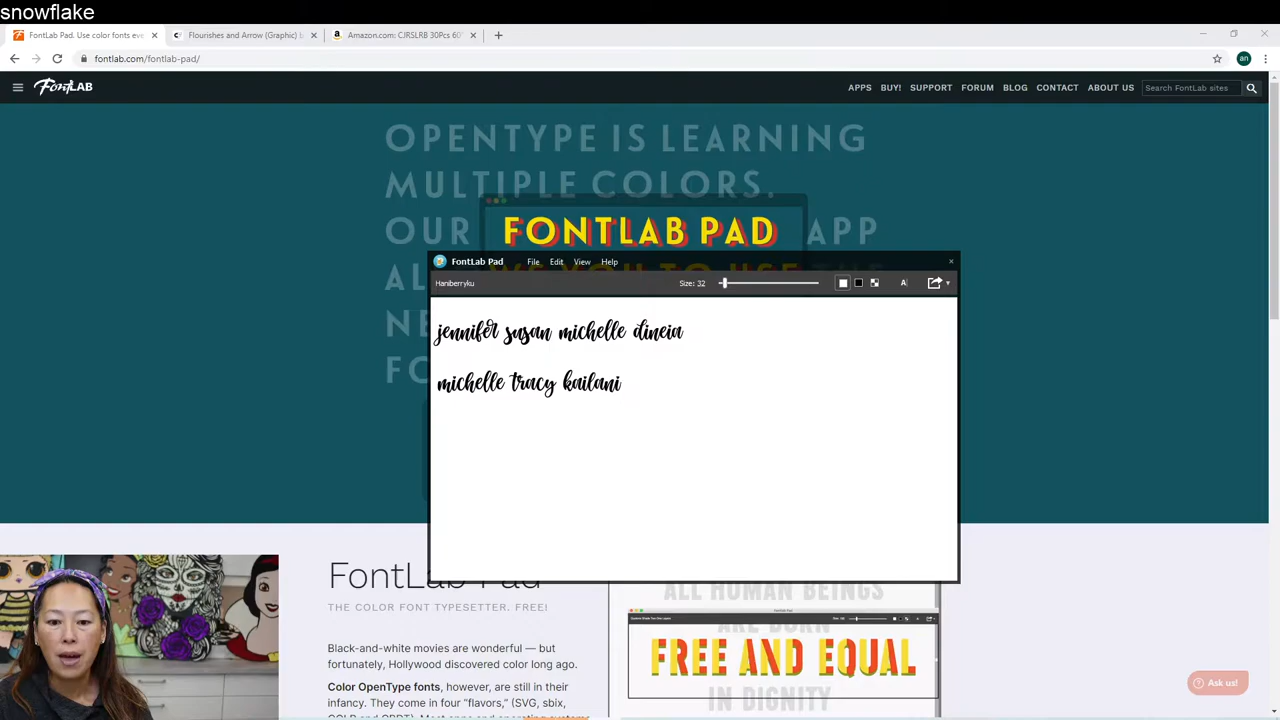 snowflake
FontLab Pad. Use color fonts eve
Flourishes and Arrow (Graphic) b
Amazon.com: CJRSLRB 30Pcs 60
fontlab.com/fontlab-pad/
an
FontLAB
APPS BUY! SUPPORT FORUM BLOG CONTACT ABOUT US
Search FontLab sites
OPENTYPE IS LEARNING
MULTIPLE COLORS.
OUR APP
FONTLAB PAD
AL
NE
FO
FontLab Pad File Edit View Help
Hanberryku
Size: 32
jennifer susan michelle dineia
michelle tracy kailani
FontLab Pad
THE COLOR FONT TYPESETTER. FREE!
Black-and-white movies are wonderful — but
fortunately, Hollywood discovered color long ago.
Color OpenType fonts, however, are still in their
infancy. They come in four "flavors," (SVG, sbix,
ALL HUMAN BEINGS
ARE BORN
FREE AND EQUAL
IN DIGNITY
Ask us!